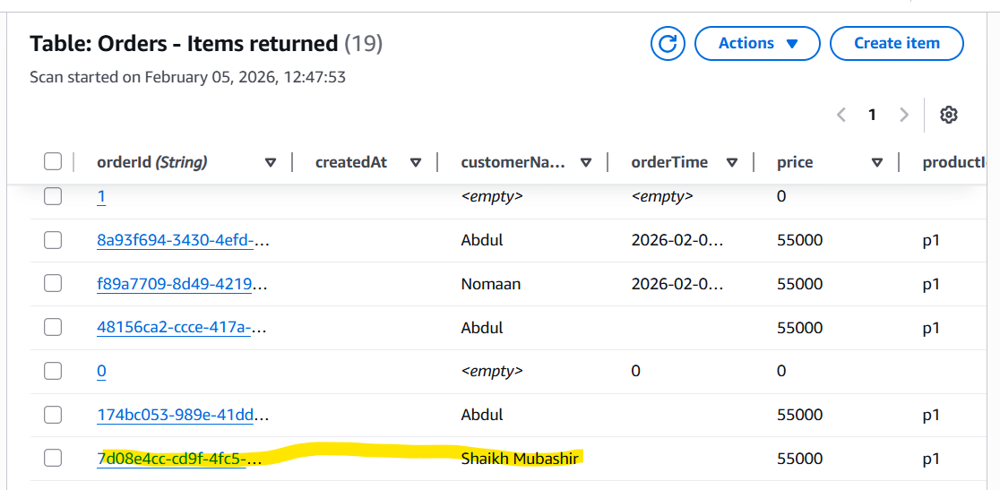 Table: Orders - Items returned (19)
Actions
Create item
Scan started on February 05, 2026, 12:47:53
1
orderId (String) createdAt customerNa... orderTime price productI
1 <empty> <empty> 0
8a93f694-3430-4efd-... Abdul 2026-02-0... 55000 p1
f89a7709-8d49-4219... Nomaan 2026-02-0... 55000 p1
48156ca2-ccce-417a-... Abdul 55000 p1
0 <empty> 0 0
174bc053-989e-41dd... Abdul 55000 p1
7d08e4cc-cd9f-4fc5-... Shaikh Mubashir 55000 p1